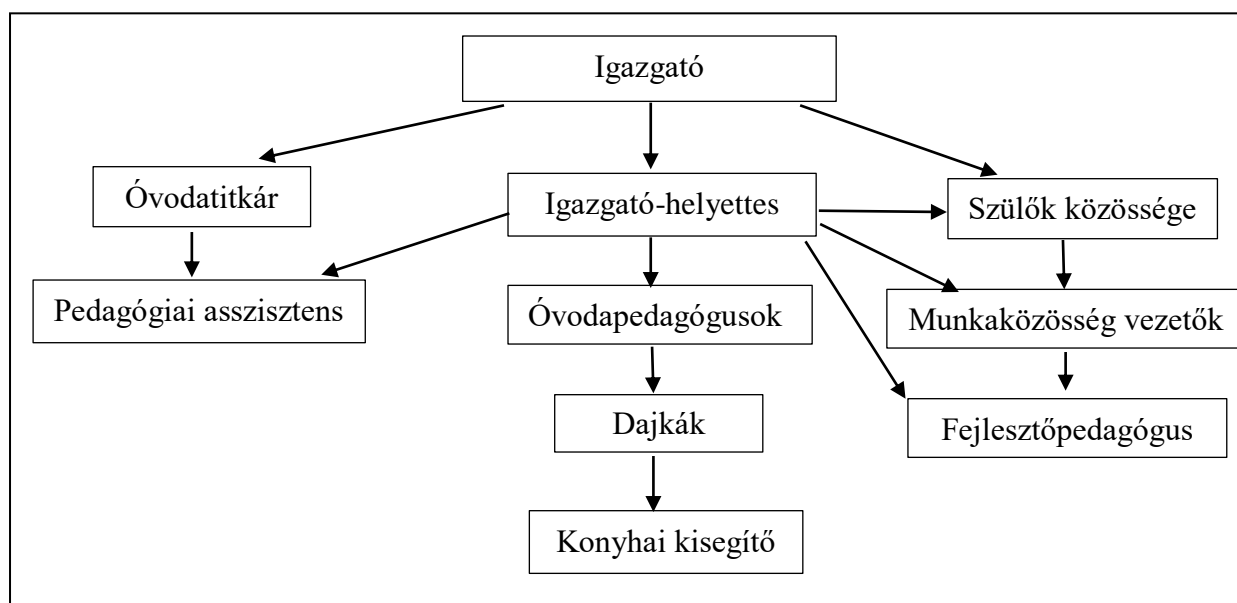 Igazgató
Óvodatitkár
Igazgató-helyettes
Szülők közössége
Pedagógiai asszisztens
Óvodapedagógusok
Munkaközösség vezetők
Dajkák
Fejlesztőpedagógus
Konyhai kisegítő